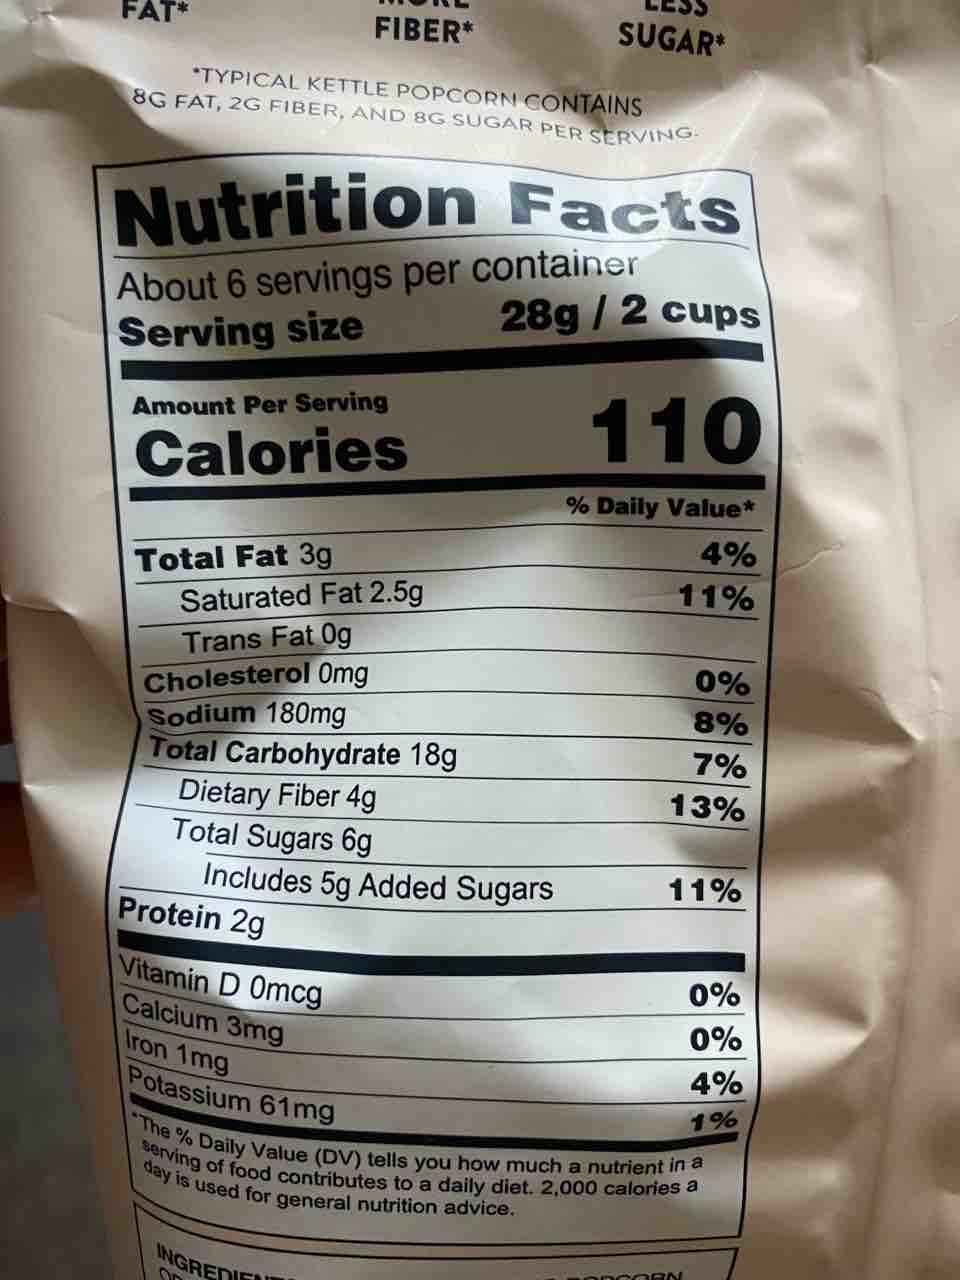 FAT*
MORE
FIBER*
LESS
SUGAR*
*TYPICAL KETTLE POPCORN CONTAINS
8G FAT, 2G FIBER, AND 8G SUGAR PER SERVING.
Nutrition Facts
About 6 servings per container
Serving size 28g / 2 cups
Amount Per Serving
Calories 110
% Daily Value*
Total Fat 3g 4%
Saturated Fat 2.5g 11%
Trans Fat 0g
Cholesterol 0mg 0%
Sodium 180mg 8%
Total Carbohydrate 18g 7%
Dietary Fiber 4g 13%
Total Sugars 6g
Includes 5g Added Sugars 11%
Protein 2g
Vitamin D 0mcg 0%
Calcium 3mg 0%
Iron 1mg 4%
Potassium 61mg 1%
*The % Daily Value (DV) tells you how much a nutrient in a
serving of food contributes to a daily diet. 2,000 calories a
day is used for general nutrition advice.
POPCORN